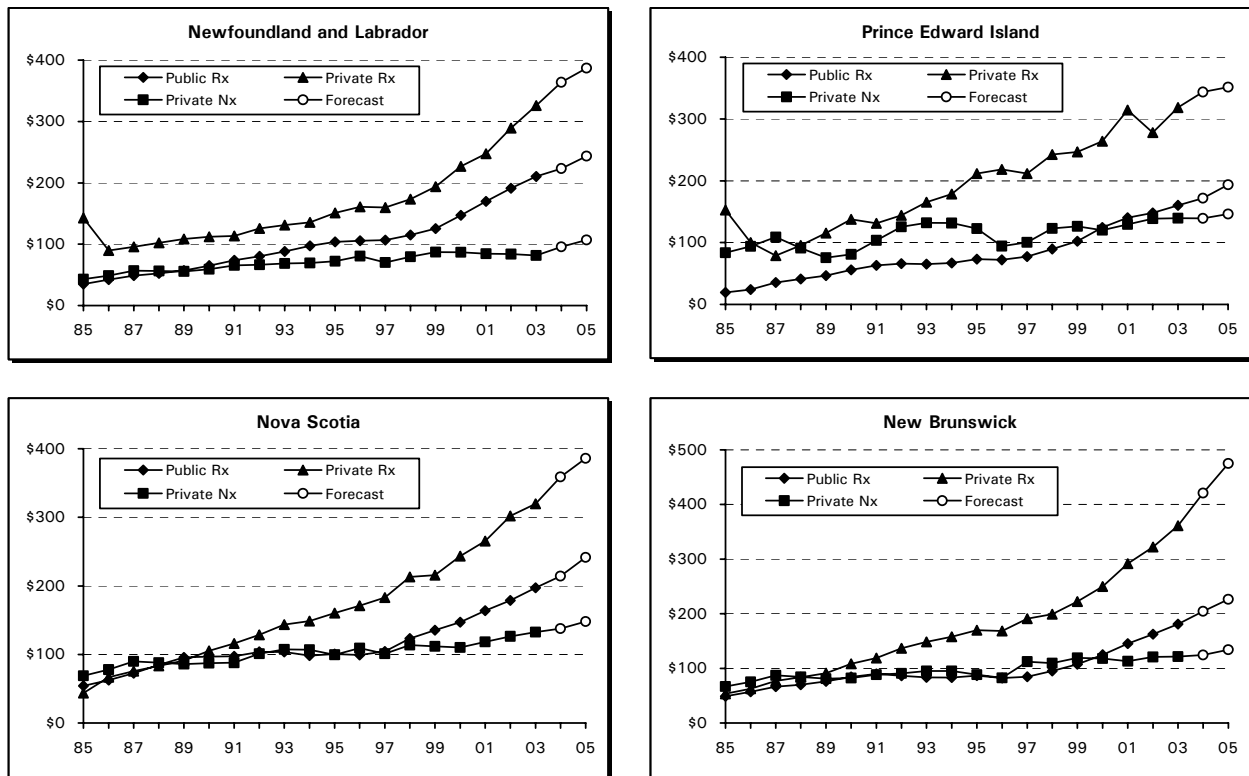 Newfoundland and Labrador
$400
$300
$200
$100
$0
Public Rx Private Rx
Private Nx Forecast
85 87 89 91 93 95 97 99 01 03 05
Prince Edward Island
$400
$300
$200
$100
$0
Public Rx Private Rx
Private Nx Forecast
85 87 89 91 93 95 97 99 01 03 05
Nova Scotia
$400
$300
$200
$100
$0
Public Rx Private Rx
Private Nx Forecast
85 87 89 91 93 95 97 99 01 03 05
New Brunswick
$500
$400
$300
$200
$100
$0
Public Rx Private Rx
Private Nx Forecast
85 87 89 91 93 95 97 99 01 03 05